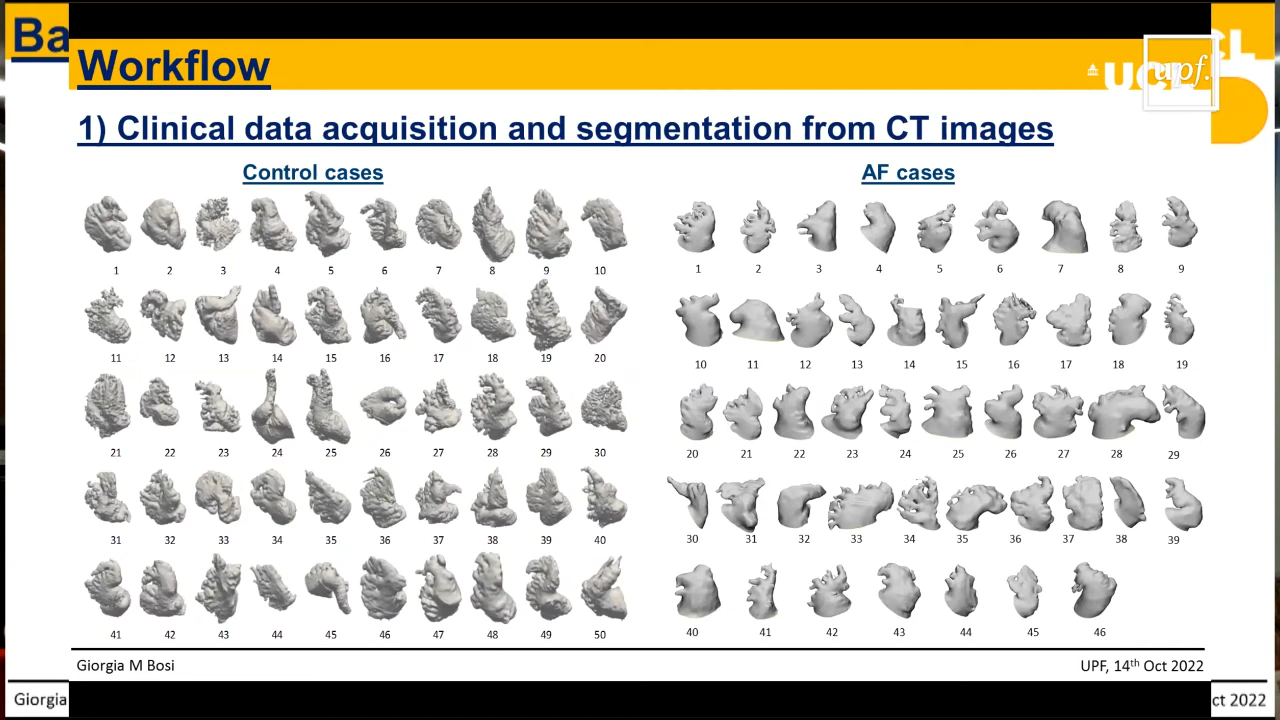 Ba
Workflow
UCL
upf.
1) Clinical data acquisition and segmentation from CT images
Control cases
AF cases
1 2 3 4 5 6 7 8 9 10
11 12 13 14 15 16 17 18 19 20
21 22 23 24 25 26 27 28 29 30
31 32 33 34 35 36 37 38 39 40
41 42 43 44 45 46 47 48 49 50
1 2 3 4 5 6 7 8 9
10 11 12 13 14 15 16 17 18 19
20 21 22 23 24 25 26 27 28 29
30 31 32 33 34 35 36 37 38 39
40 41 42 43 44 45 46
Giorgia M Bosi
UPF, 14th Oct 2022
Giorgia
ct 2022